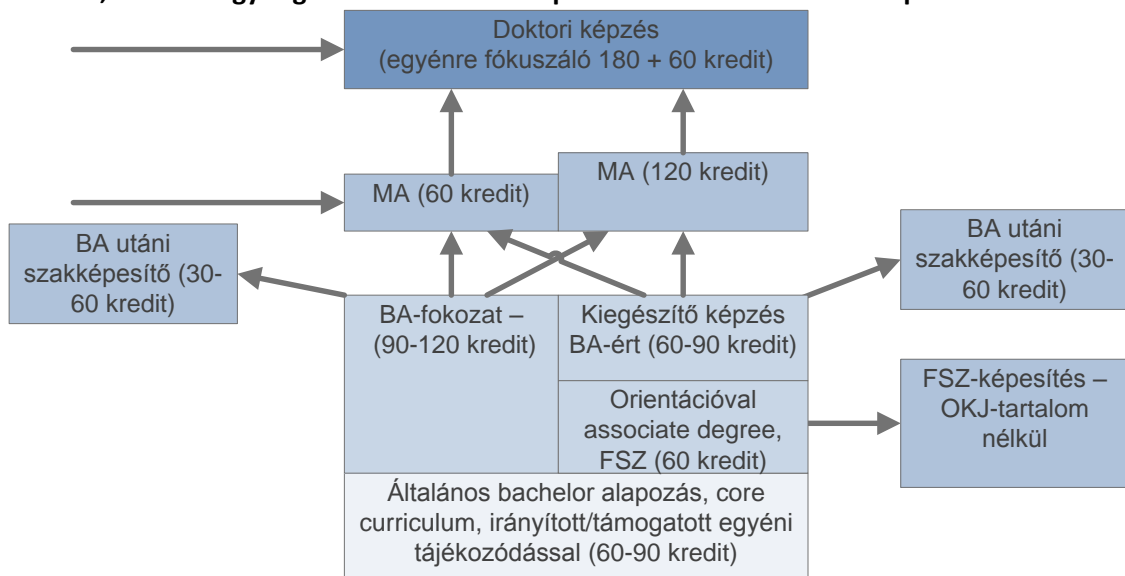 Doktori képzés
(egyénre fókuszáló 180 + 60 kredit)
MA (60 kredit)
MA (120 kredit)
BA utáni
szakképesítő (30-
60 kredit)
BA utáni
szakképesítő (30-
60 kredit)
BA-fokozat –
(90-120 kredit)
Kiegészítő képzés
BA-ért (60-90 kredit)
Orientációval
associate degree,
FSZ (60 kredit)
FSZ-képesítés –
OKJ-tartalom
nélkül
Általános bachelor alapozás, core
curriculum, irányított/támogatott egyéni
tájékozódással (60-90 kredit)